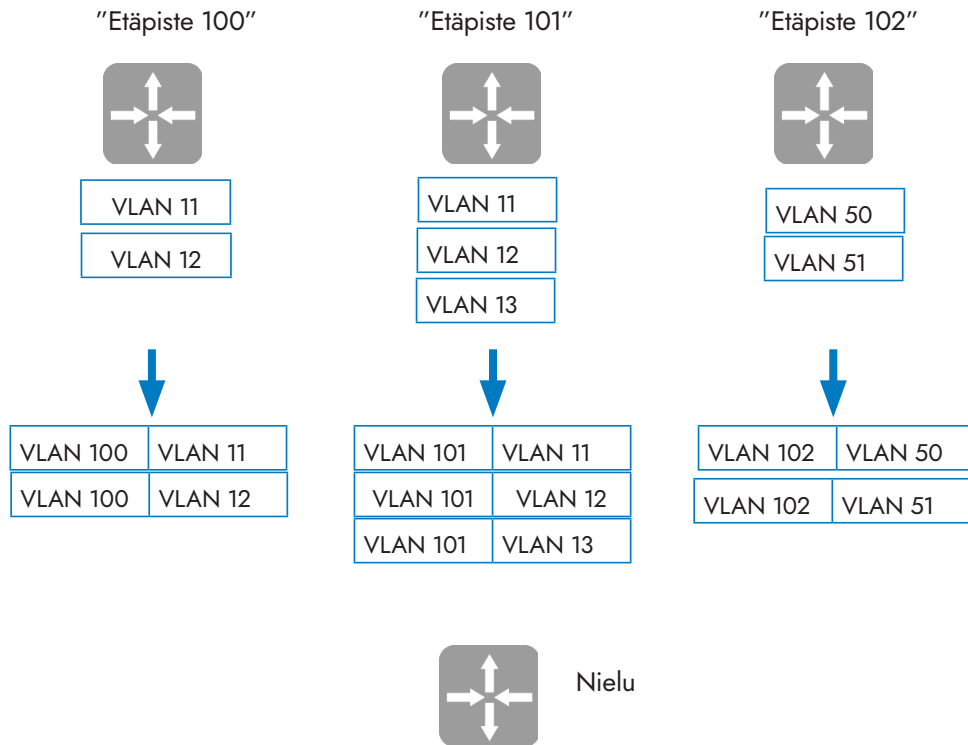 ”Etäpiste 100”
”Etäpiste 101”
”Etäpiste 102”
VLAN 11
VLAN 12
VLAN 11
VLAN 12
VLAN 13
VLAN 50
VLAN 51
VLAN 100 VLAN 11
VLAN 100 VLAN 12
VLAN 101 VLAN 11
VLAN 101 VLAN 12
VLAN 101 VLAN 13
VLAN 102 VLAN 50
VLAN 102 VLAN 51
Nielu